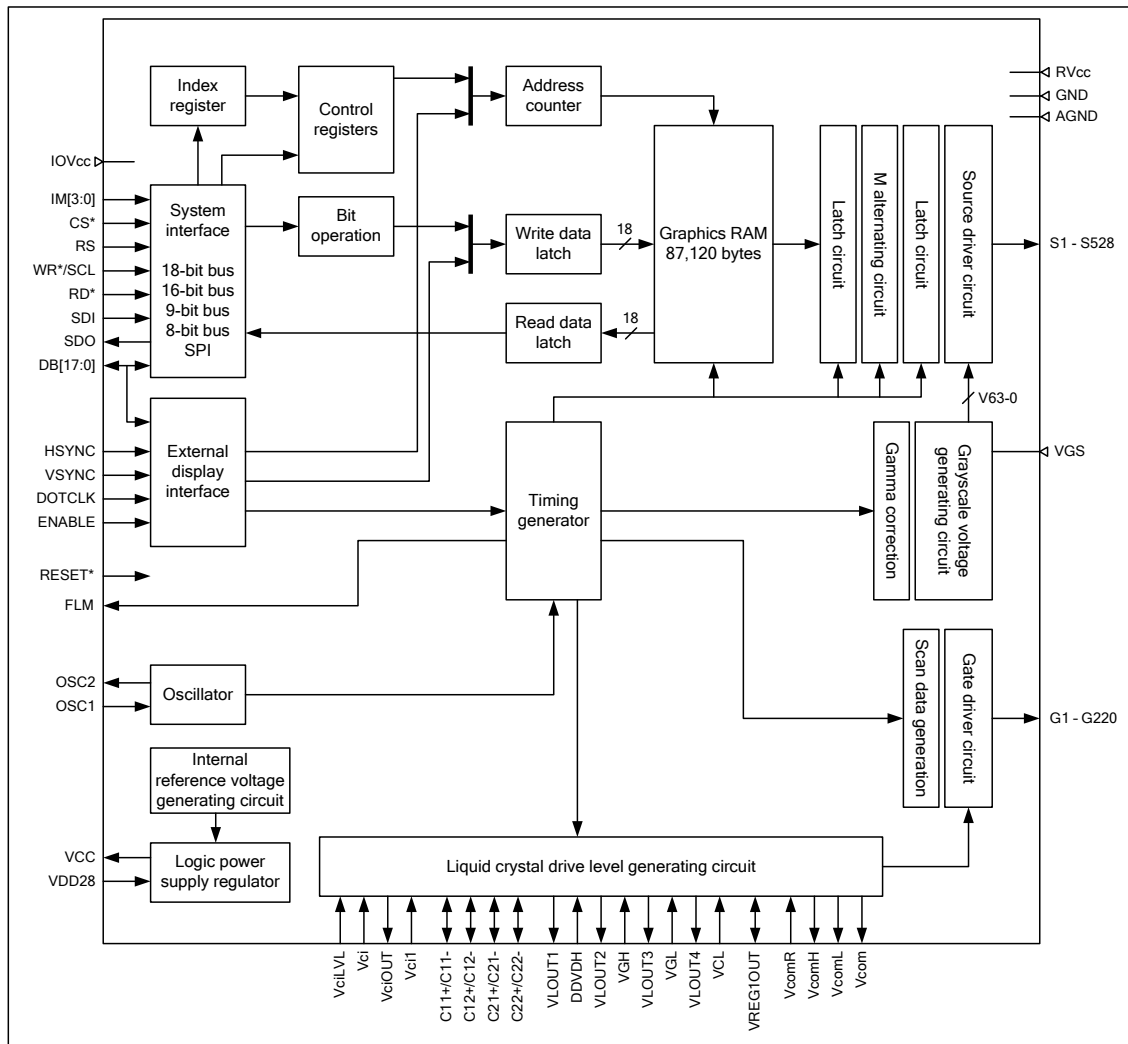 Index
register
Control
registers
Address
counter
RVcc
GND
AGND
IOVcc
IM[3:0]
CS*
RS
WR*/SCL
RD*
SDI
SDO
DB[17:0]
System
interface
18-bit bus
16-bit bus
9-bit bus
8-bit bus
SPI
Bit
operation
Write data
latch
18
Read data
latch
18
Graphics RAM
87,120 bytes
Latch circuit
M alternating circuit
Latch circuit
Source driver circuit
S1 - S528
V63-0
HSYNC
VSYNC
DOTCLK
ENABLE
External
display
interface
Timing
generator
Gamma correction
Grayscale voltage
generating circuit
VGS
RESET*
FLM
OSC2
OSC1
Oscillator
Scan data generation
Gate driver circuit
G1 - G220
Internal
reference voltage
generating circuit
VCC
VDD28
Logic power
supply regulator
Liquid crystal drive level generating circuit
VciLVL
Vci
VciOUT
Vci1
C11+/C11-
C12+/C12-
C21+/C21-
C22+/C22-
VLOUT1
DDVDH
VLOUT2
VGH
VLOUT3
VGL
VLOUT4
VCL
VREG1OUT
VcomR
VcomH
VcomL
Vcom